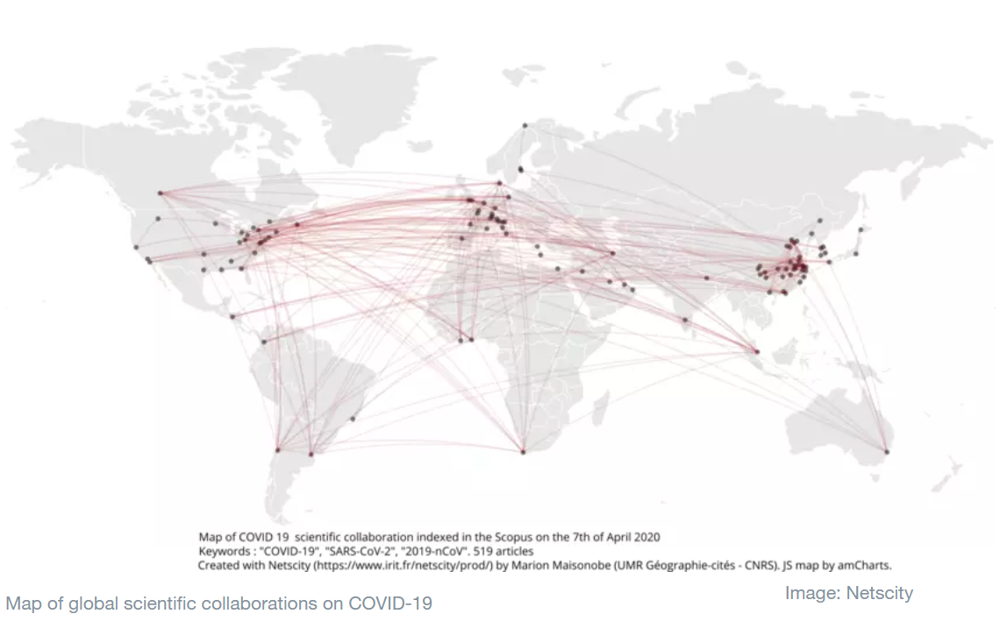 Map of COVID 19 scientific collaboration indexed in the Scopus on the 7th of April 2020
Keywords : "COVID-19", "SARS-CoV-2", "2019-nCoV". 519 articles
Created with Netscity (https://www.irit.fr/netscity/prod/) by Marion Maisonobe (UMR Géographie-cités - CNRS). JS map by amCharts.
Image: Netscity
Map of global scientific collaborations on COVID-19